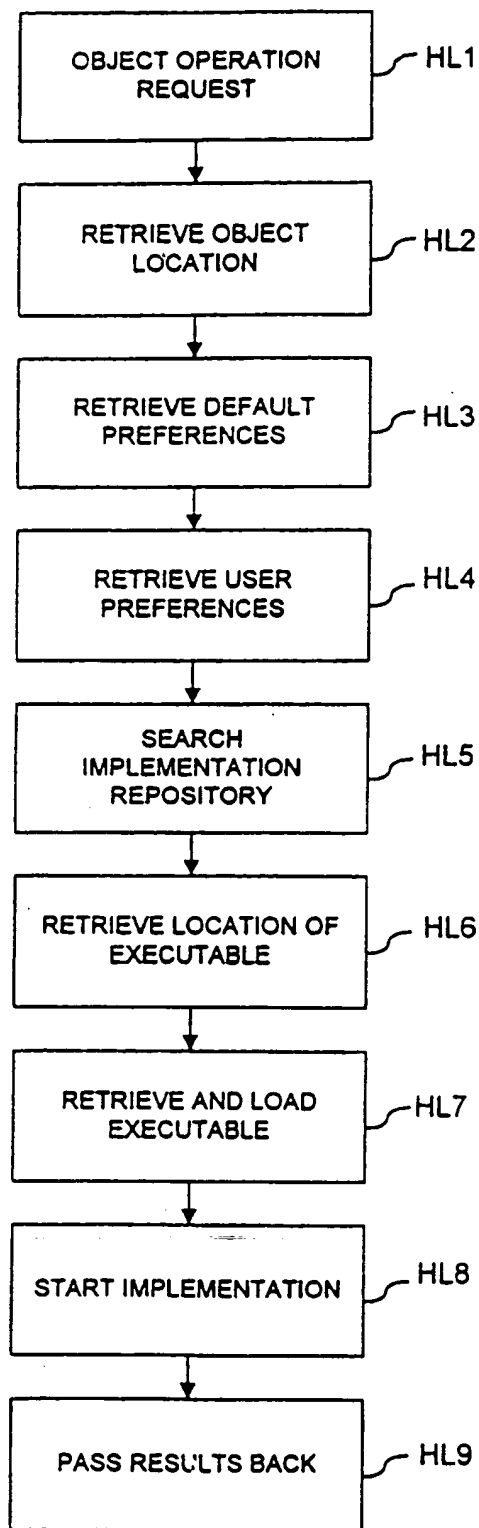 OBJECT OPERATION
REQUEST
HL1
RETRIEVE OBJECT
LOCATION
HL2
RETRIEVE DEFAULT
PREFERENCES
HL3
RETRIEVE USER
PREFERENCES
HL4
SEARCH
IMPLEMENTATION
REPOSITORY
HL5
RETRIEVE LOCATION OF
EXECUTABLE
HL6
RETRIEVE AND LOAD
EXECUTABLE
HL7
START IMPLEMENTATION
HL8
PASS RESULTS BACK
HL9